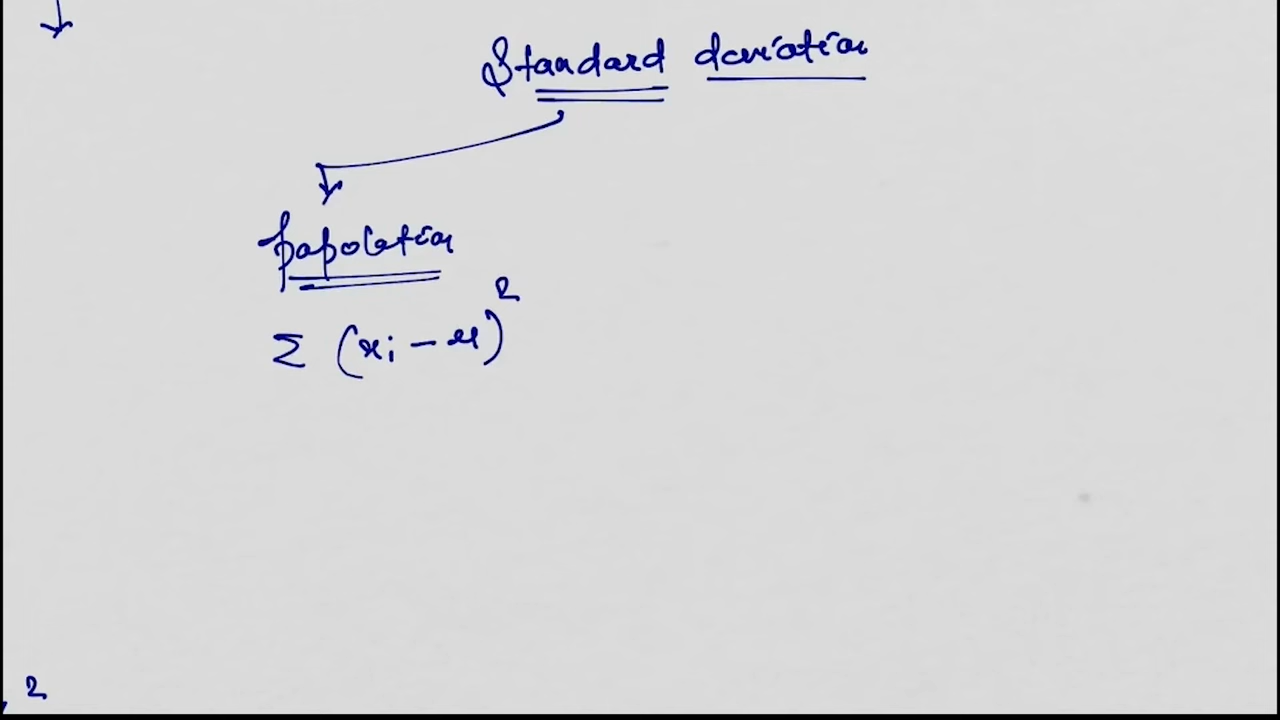 Standard deviation
population
Σ (xi - μ)²
, 2